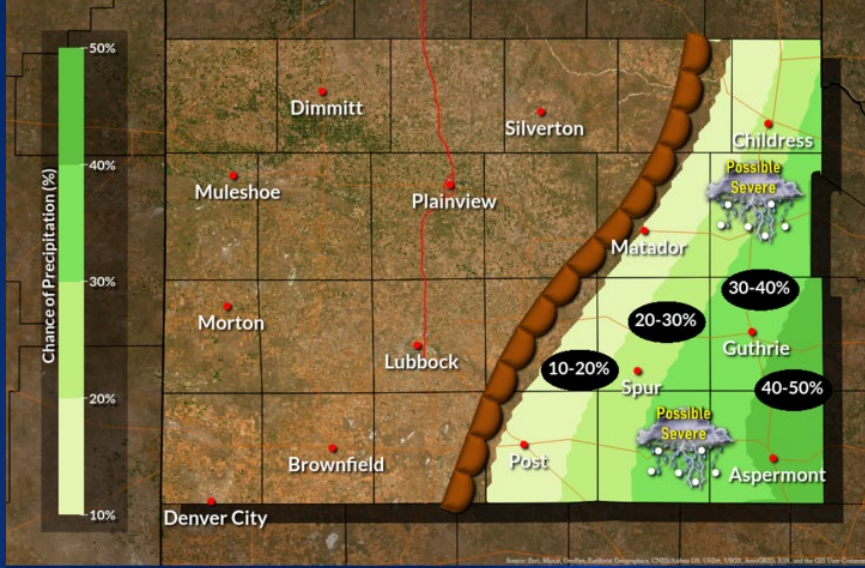 50%
40%
30%
20%
10%
Chance of Precipitation (%)
Dimmitt
Silverton
Childress
Muleshoe
Plainview
Possible
Severe
Matador
Morton
Lubbock
30-40%
20-30%
Guthrie
10-20%
Spur
40-50%
Possible
Severe
Brownfield
Post
Aspermont
Denver City